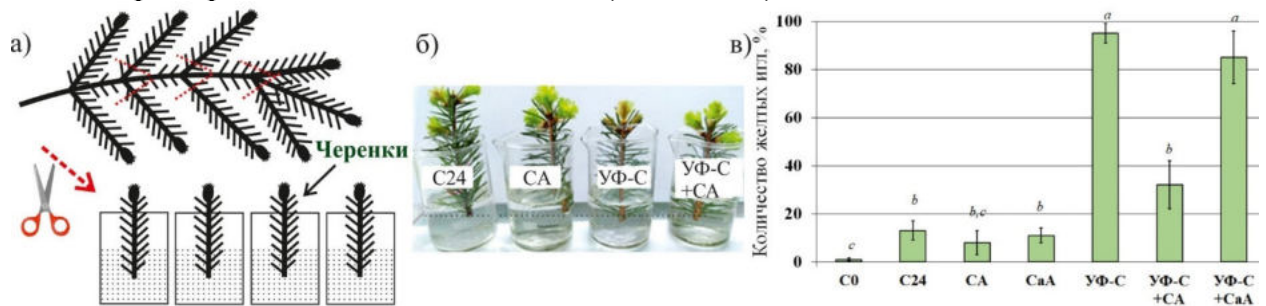 а)
Черенки
б)
С24
СА
УФ-С
УФ-С
+СА
в)
Количество желтых игл, %
100
80
60
40
20
0
c
b
b,c
b
a
b
a
С0
С24
СА
СаА
УФ-С
УФ-С
+СА
УФ-С
+СаА